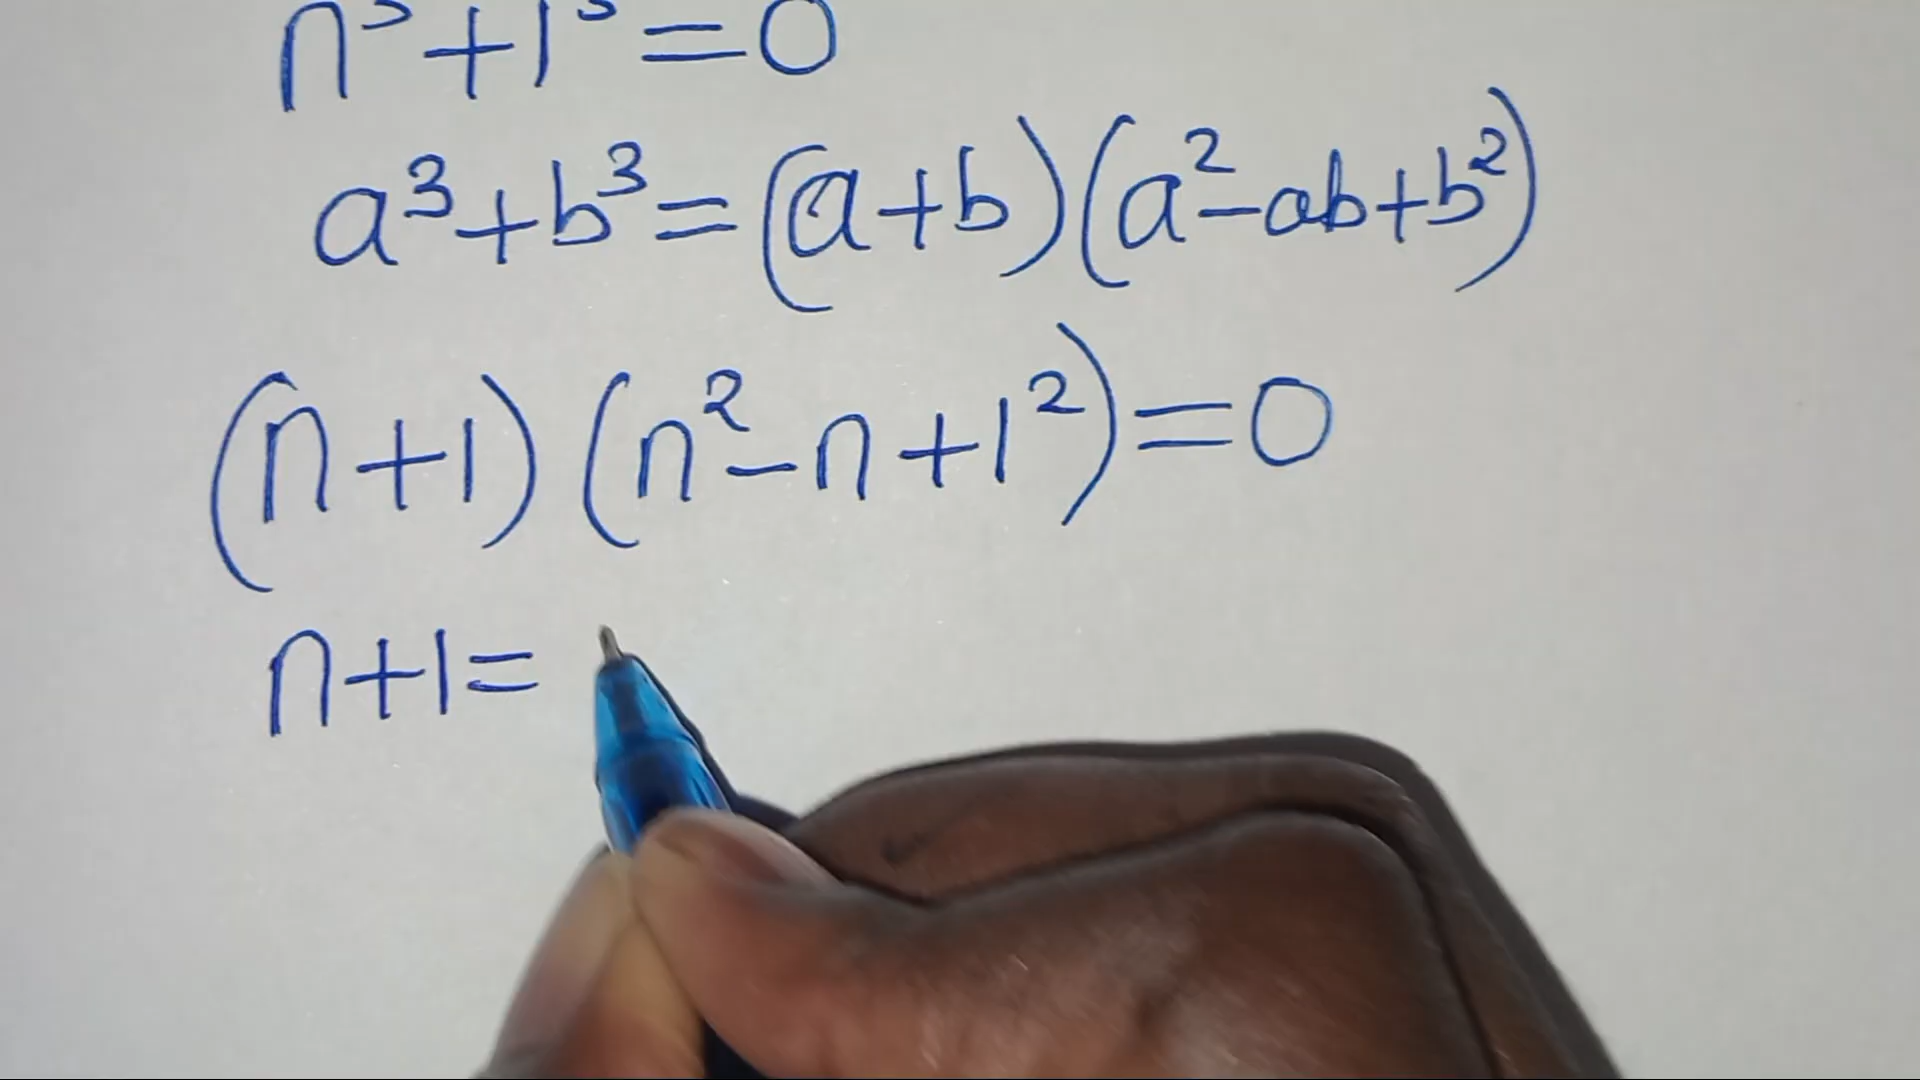 n³+1³=0
a³+b³=(a+b)(a²-ab+b²)
(n+1)(n²-n+1²)=0
n+1=